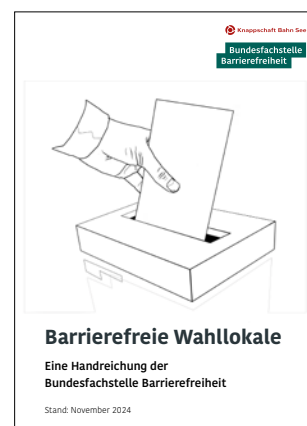 Knappschaft Bahn See
Bundesfachstelle
Barrierefreiheit
Barrierefreie Wahllokale
Eine Handreichung der
Bundesfachstelle Barrierefreiheit
Stand: November 2024